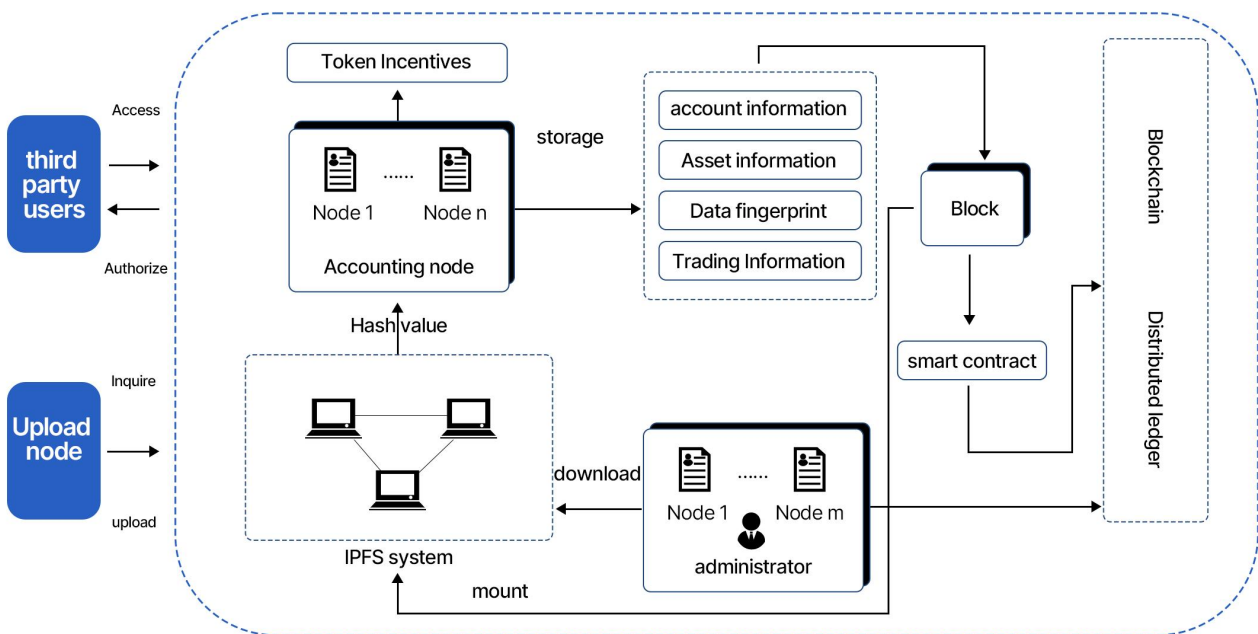 Token Incentives
Access
third
party
users
Authorize
Node 1
......
Node n
Accounting node
storage
account information
Asset information
Data fingerprint
Trading Information
Block
smart contract
Blockchain
Distributed ledger
Hash value
Inquire
Upload
node
upload
IPFS system
download
Node 1
......
Node m
administrator
mount